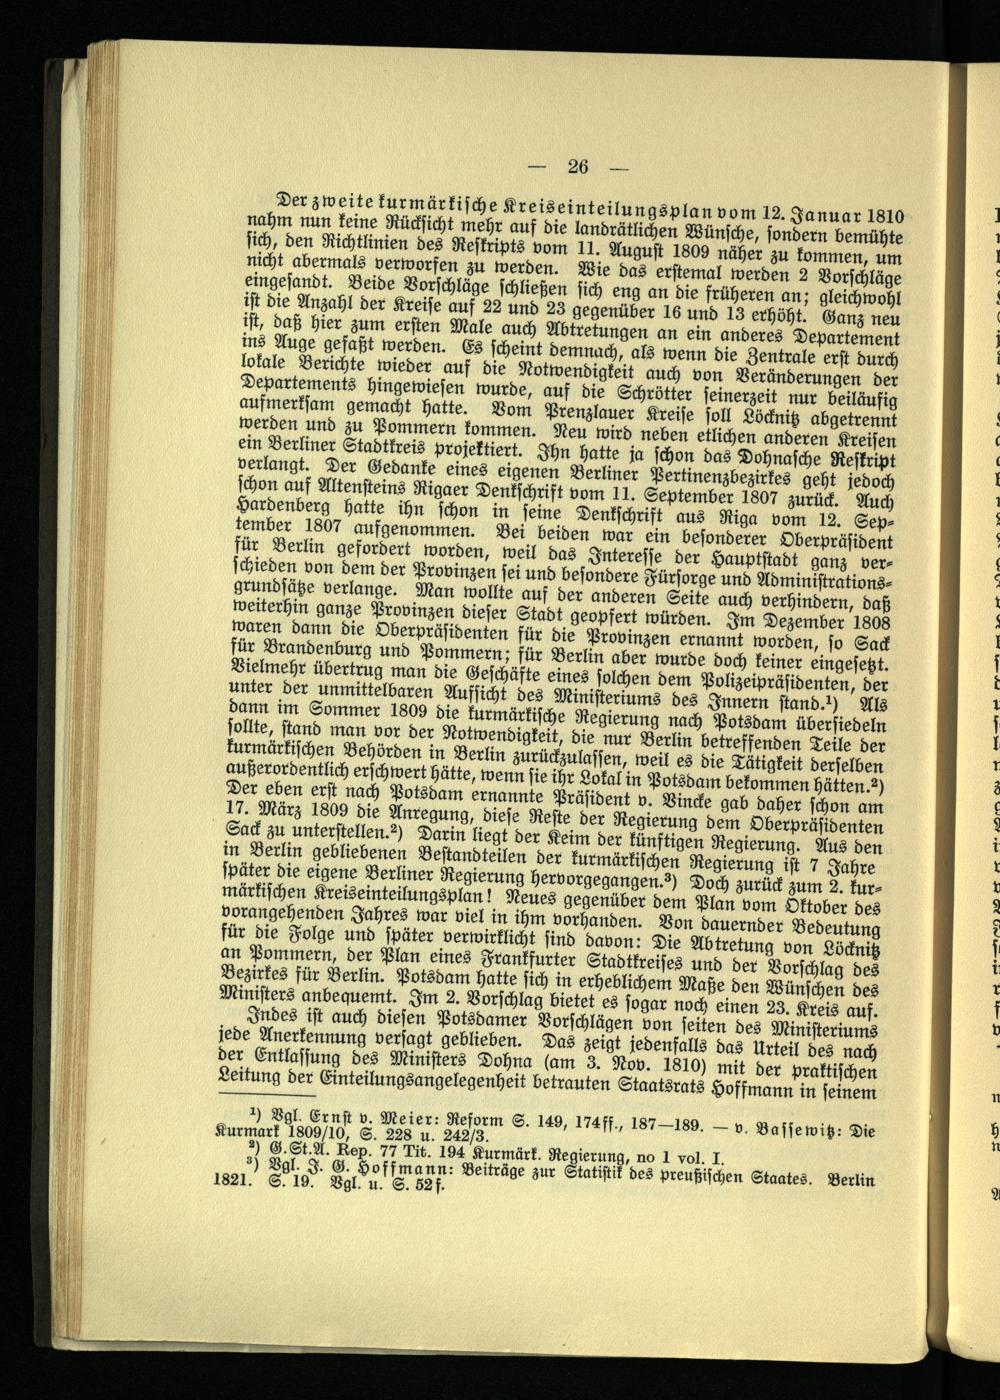 — 26 —
Der zweite kurmärkische Kreiseinteilungsplan vom 12. Januar 1810
nahm nun keine Rücksicht mehr auf die landrätlichen Wünsche, sondern bemühte
sich, den Richtlinien des Reskripts vom 11. August 1809 näher zu kommen, um
nicht abermals verworfen zu werden. Wie das erstemal werden 2 Vorschläge
eingesandt. Beide Vorschläge schließen sich eng an die früheren an; gleichwohl
ist die Anzahl der Kreise auf 22 und 23 gegenüber 16 und 13 erhöht. Ganz neu
ist, daß hier zum ersten Male auch Abtretungen an ein anderes Departement
ins Auge gefaßt werden. Es scheint demnach, als wenn die Zentrale erst durch
lokale Berichte wieder auf die Notwendigkeit auch von Veränderungen der
Departements hingewiesen wurde, auf die Schrötter seinerzeit nur beiläufig
aufmerksam gemacht hatte. Vom Prenzlauer Kreise soll Löcknitz abgetrennt
werden und zu Pommern kommen. Neu wird neben etlichen anderen Kreisen
ein Berliner Stadtkreis projektiert. Ihn hatte ja schon das Dohnasche Reskript
verlangt. Der Gedanke eines eigenen Berliner Pertinenzbezirkes geht jedoch
schon auf Altensteins Rigaer Denkschrift vom 11. September 1807 zurück. Auch
Hardenberg hatte ihn schon in seine Denkschrift aus Riga vom 12. Sep-
tember 1807 aufgenommen. Bei beiden war ein besonderer Oberpräsident
für Berlin gefordert worden, weil das Interesse der Hauptstadt ganz ver-
schieden von dem der Provinzen sei und besondere Fürsorge und Administrations-
grundsätze verlange. Man wollte auf der anderen Seite auch verhindern, daß
weiterhin ganze Provinzen dieser Stadt geopfert würden. Im Dezember 1808
waren dann die Oberpräsidenten für die Provinzen ernannt worden, so Sack
für Brandenburg und Pommern; für Berlin aber wurde doch keiner eingesetzt.
Vielmehr übertrug man die Geschäfte eines solchen dem Polizeipräsidenten, der
unter der unmittelbaren Aufsicht des Ministeriums des Innern stand.¹) Als
dann im Sommer 1809 die kurmärkische Regierung nach Potsdam übersiedeln
sollte, stand man vor der Notwendigkeit, die nur Berlin betreffenden Teile der
kurmärkischen Behörden in Berlin zurückzulassen, weil es die Tätigkeit derselben
außerordentlich erschwert hätte, wenn sie ihr Lokal in Potsdam bekommen hätten.²)
Der eben erst nach Potsdam ernannte Präsident v. Vincke gab daher schon am
17. März 1809 die Anregung, diese Reste der Regierung dem Oberpräsidenten
Sack zu unterstellen.²) Darin liegt der Keim der künftigen Regierung. Aus den
in Berlin gebliebenen Bestandteilen der kurmärkischen Regierung ist 7 Jahre
später die eigene Berliner Regierung hervorgegangen.³) Doch zurück zum 2. kur-
märkischen Kreiseinteilungsplan! Neues gegenüber dem Plan vom Oktober des
vorangehenden Jahres war viel in ihm vorhanden. Von dauernder Bedeutung
für die Folge und später verwirklicht sind davon: Die Abtretung von Löcknitz
an Pommern, der Plan eines Frankfurter Stadtkreises und der Vorschlag des
Bezirkes für Berlin. Potsdam hatte sich in erheblichem Maße den Wünschen des
Ministers anbequemt. Im 2. Vorschlag bietet es sogar noch einen 23. Kreis auf.
Indes ist auch diesen Potsdamer Vorschlägen von seiten des Ministeriums
jede Anerkennung versagt geblieben. Das zeigt jedenfalls das Urteil des nach
der Entlassung des Ministers Dohna (am 3. Nov. 1810) mit der praktischen
Leitung der Einteilungsangelegenheit betrauten Staatsrats Hoffmann in seinem
¹) Vgl. Ernst v. Meier: Reform S. 149, 174ff., 187—189. — v. Bassewitz: Die
Kurmark 1809/10, S. 228 u. 242/3.
²) G.St.A. Rep. 77 Tit. 194 Kurmärk. Regierung, no 1 vol. I.
³) Vgl. J. G. Hoffmann: Beiträge zur Statistik des preußischen Staates. Berlin
1821. S. 19. Vgl. u. S. 52f.